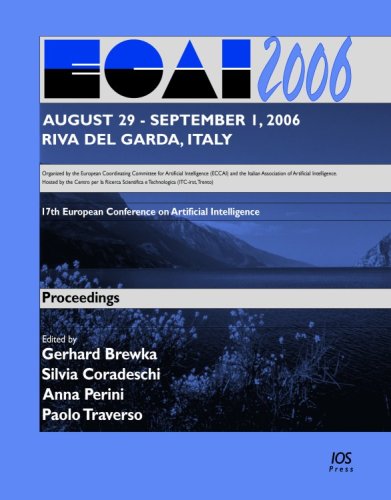 ECAI 2006
AUGUST 29 - SEPTEMBER 1, 2006
RIVA DEL GARDA, ITALY
Organized by the European Coordinating Committee for Artificial Intelligence (ECCAI) and the Italian Association of Artificial Intelligence.
Hosted by the Centro per la Ricerca Scientifica e Technologica (ITC-irst, Trento)
17th European Conference on Artificial Intelligence
Proceedings
Edited by
Gerhard Brewka
Silvia Coradeschi
Anna Perini
Paolo Traverso
IOS
Press